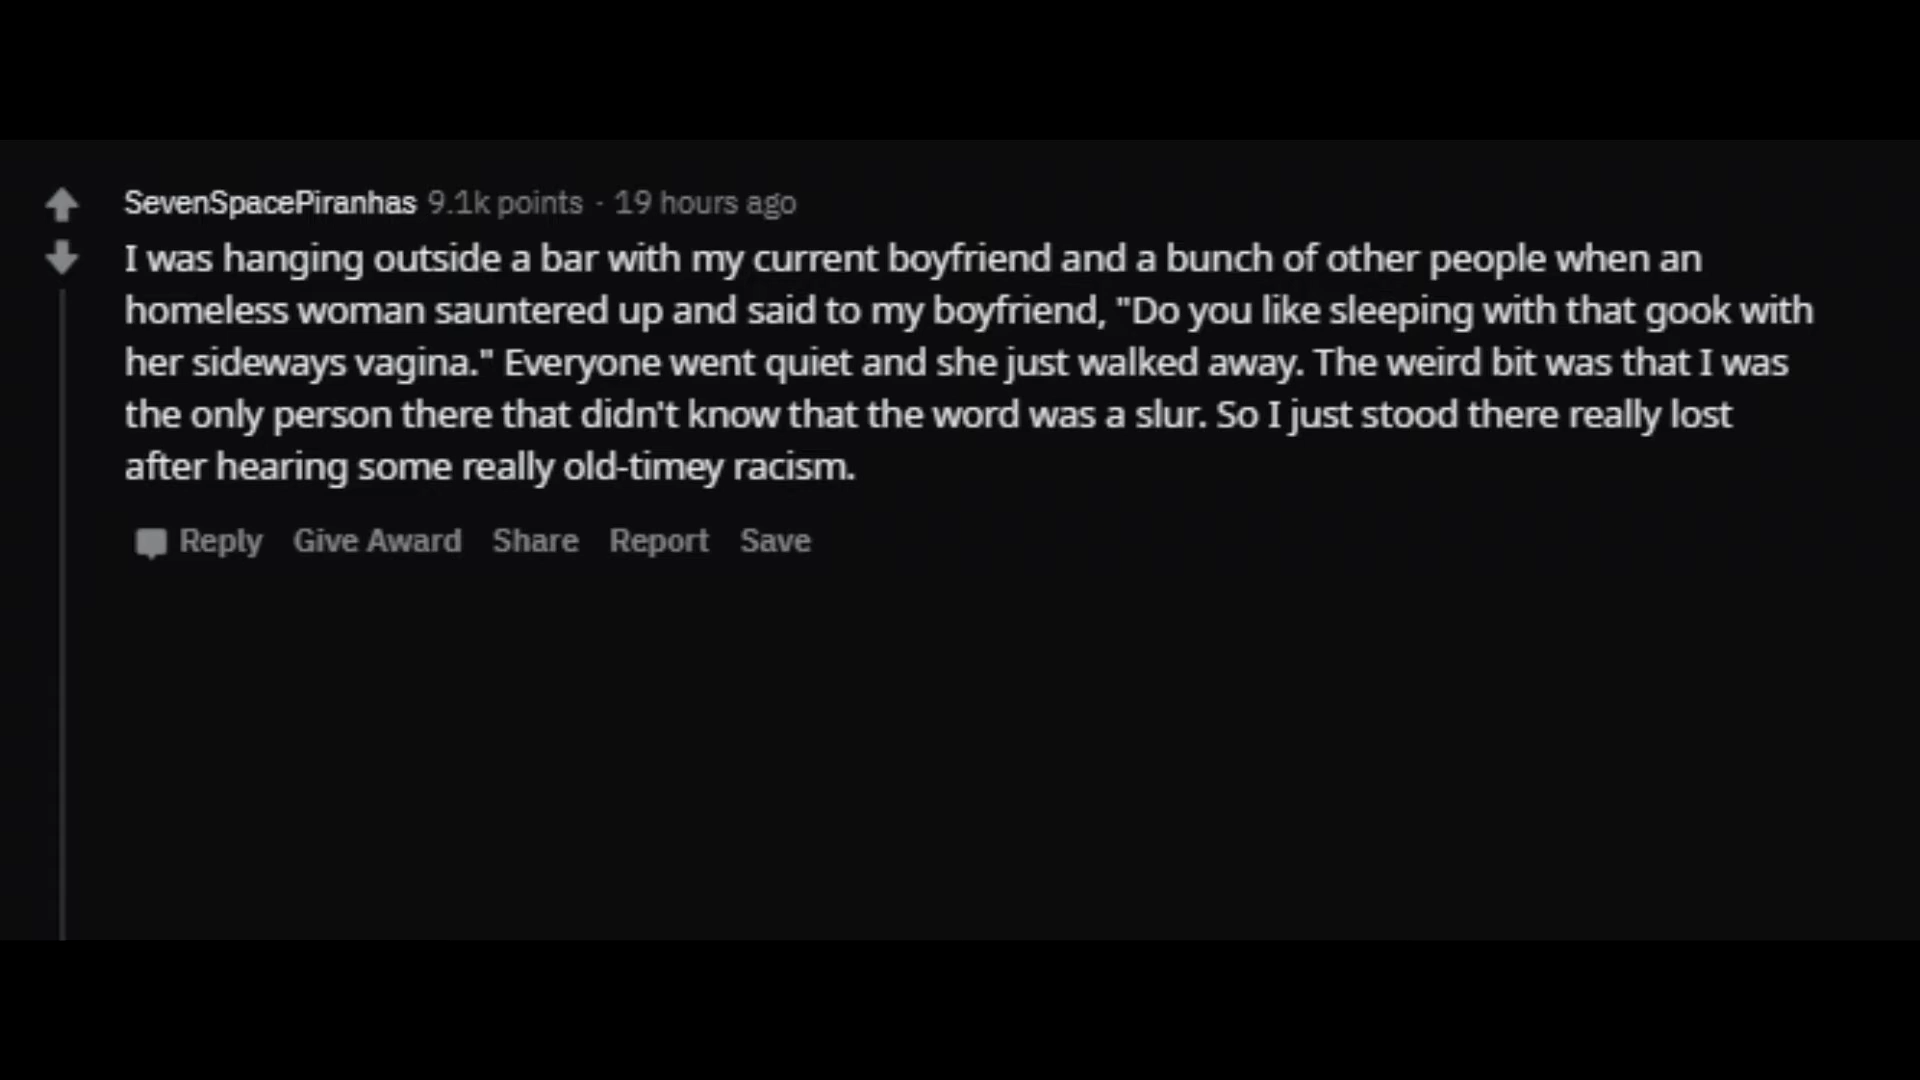 SevenSpacePiranhas 9.1k points · 19 hours ago
I was hanging outside a bar with my current boyfriend and a bunch of other people when an
homeless woman sauntered up and said to my boyfriend, "Do you like sleeping with that gook with
her sideways vagina." Everyone went quiet and she just walked away. The weird bit was that I was
the only person there that didn't know that the word was a slur. So I just stood there really lost
after hearing some really old-timey racism.
Reply Give Award Share Report Save